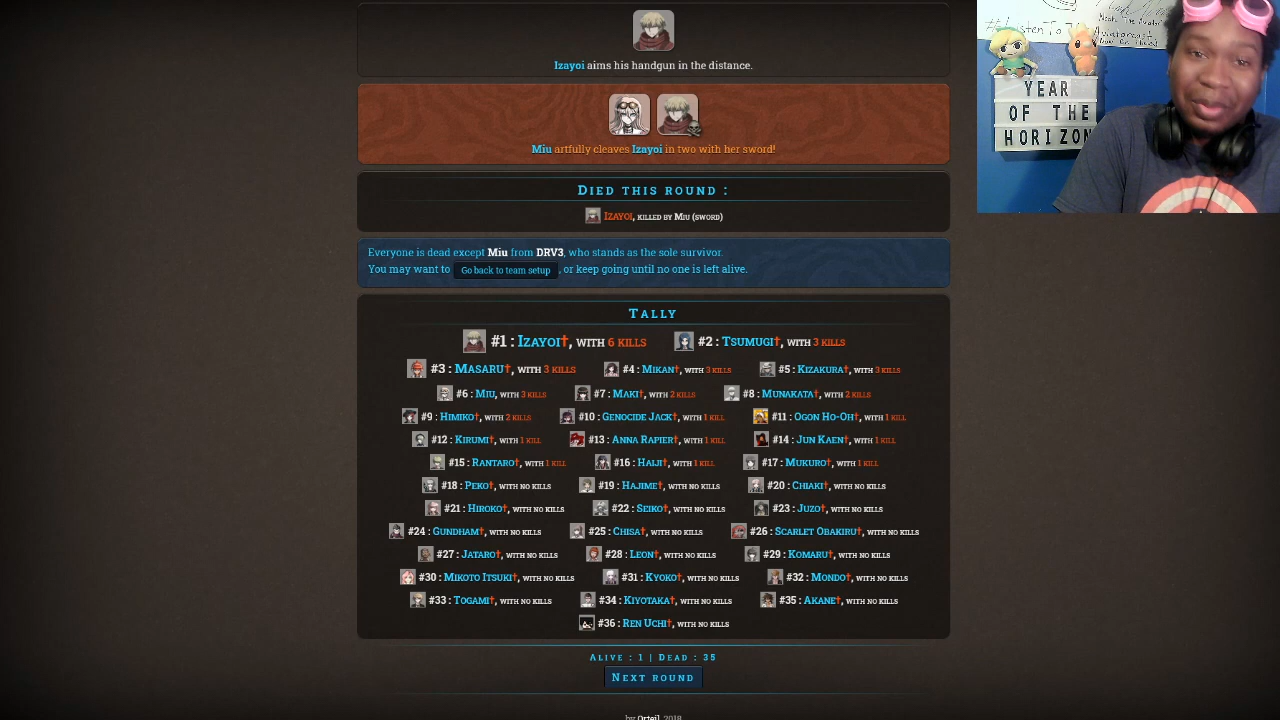 Izayoi aims his handgun in the distance.
Miu artfully cleaves Izayoi in two with her sword!
Died this round :
Izayoi, killed by Miu (sword)
Everyone is dead except Miu from DRV3, who stands as the sole survivor.
You may want to Go back to team setup, or keep going until no one is left alive.
Tally
#1 : Izayoi†, with 6 kills #2 : Tsumugi†, with 3 kills
#3 : Masaru†, with 3 kills #4 : Mikan†, with 3 kills #5 : Kizakura†, with 3 kills
#6 : Miu, with 3 kills #7 : Maki†, with 2 kills #8 : Munakata†, with 2 kills
#9 : Himiko†, with 2 kills #10 : Genocide Jack†, with 1 kill #11 : Ogon Ho-Oh†, with 1 kill
#12 : Kirumi†, with 1 kill #13 : Anna Rapier†, with 1 kill #14 : Jun Kaen†, with 1 kill
#15 : Rantaro†, with 1 kill #16 : Haiji†, with 1 kill #17 : Mukuro†, with 1 kill
#18 : Peko†, with no kills #19 : Hajime†, with no kills #20 : Chiaki†, with no kills
#21 : Hiroko†, with no kills #22 : Seiko†, with no kills #23 : Juzo†, with no kills
#24 : Gundham†, with no kills #25 : Chisa†, with no kills #26 : Scarlet Obakiru†, with no kills
#27 : Jataro†, with no kills #28 : Leon†, with no kills #29 : Komaru†, with no kills
#30 : Mikoto Itsuki†, with no kills #31 : Kyoko†, with no kills #32 : Mondo†, with no kills
#33 : Togami†, with no kills #34 : Kiyotaka†, with no kills #35 : Akane†, with no kills
#36 : Ren Uchi†, with no kills
Alive : 1 | Dead : 35
Next round
by Orteil, 2018
YEAR
OF THE
HORIZON